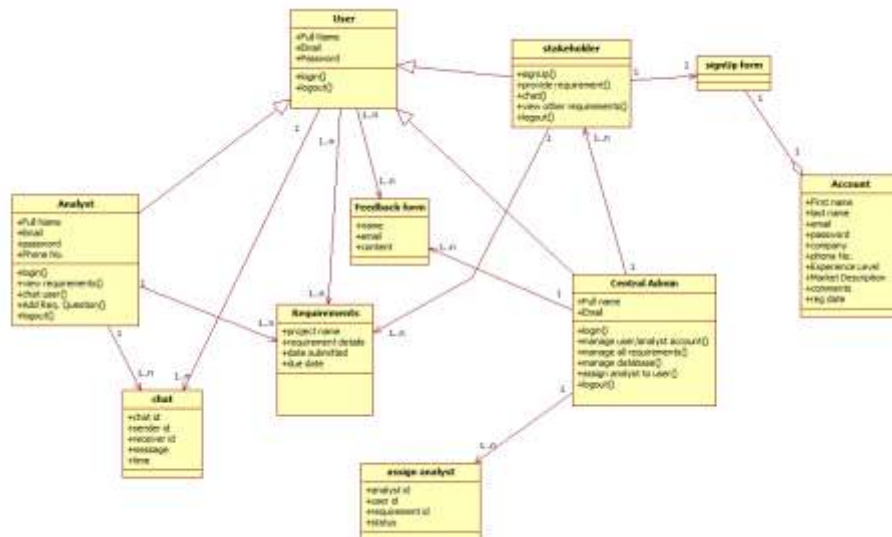 User
+Full Name
+Email
+Password
+login()
+logout()
stakeholder
+signUp()
+provide requirement()
+chat()
+view other requirements()
+logout()
signUp form
Account
+First name
+last name
+email
+password
+company
+phone No.
+Experience Level
+Market Description
+comments
+reg date
Analyst
+Full Name
+Email
+password
+Phone No.
+login()
+view requirements()
+chat user()
+Add Req. Question()
+logout()
Feedback form
+name
+email
+content
Central Admin
+Full name
+Email
+login()
+manage user/analyst account()
+manage all requirements()
+manage database()
+assign analyst to user()
+logout()
Requirements
+project name
+requirement details
+date submitted
+due date
chat
+chat id
+sender id
+receiver id
+message
+time
assign analyst
+analyst id
+user id
+requirement id
+status
1
1..n
1..n
1..n
1
1
1
1
1
1..n
1..n
1..n
1
1
1..n
1
1..n
1..n
1
1..n
1..n
1
1..n